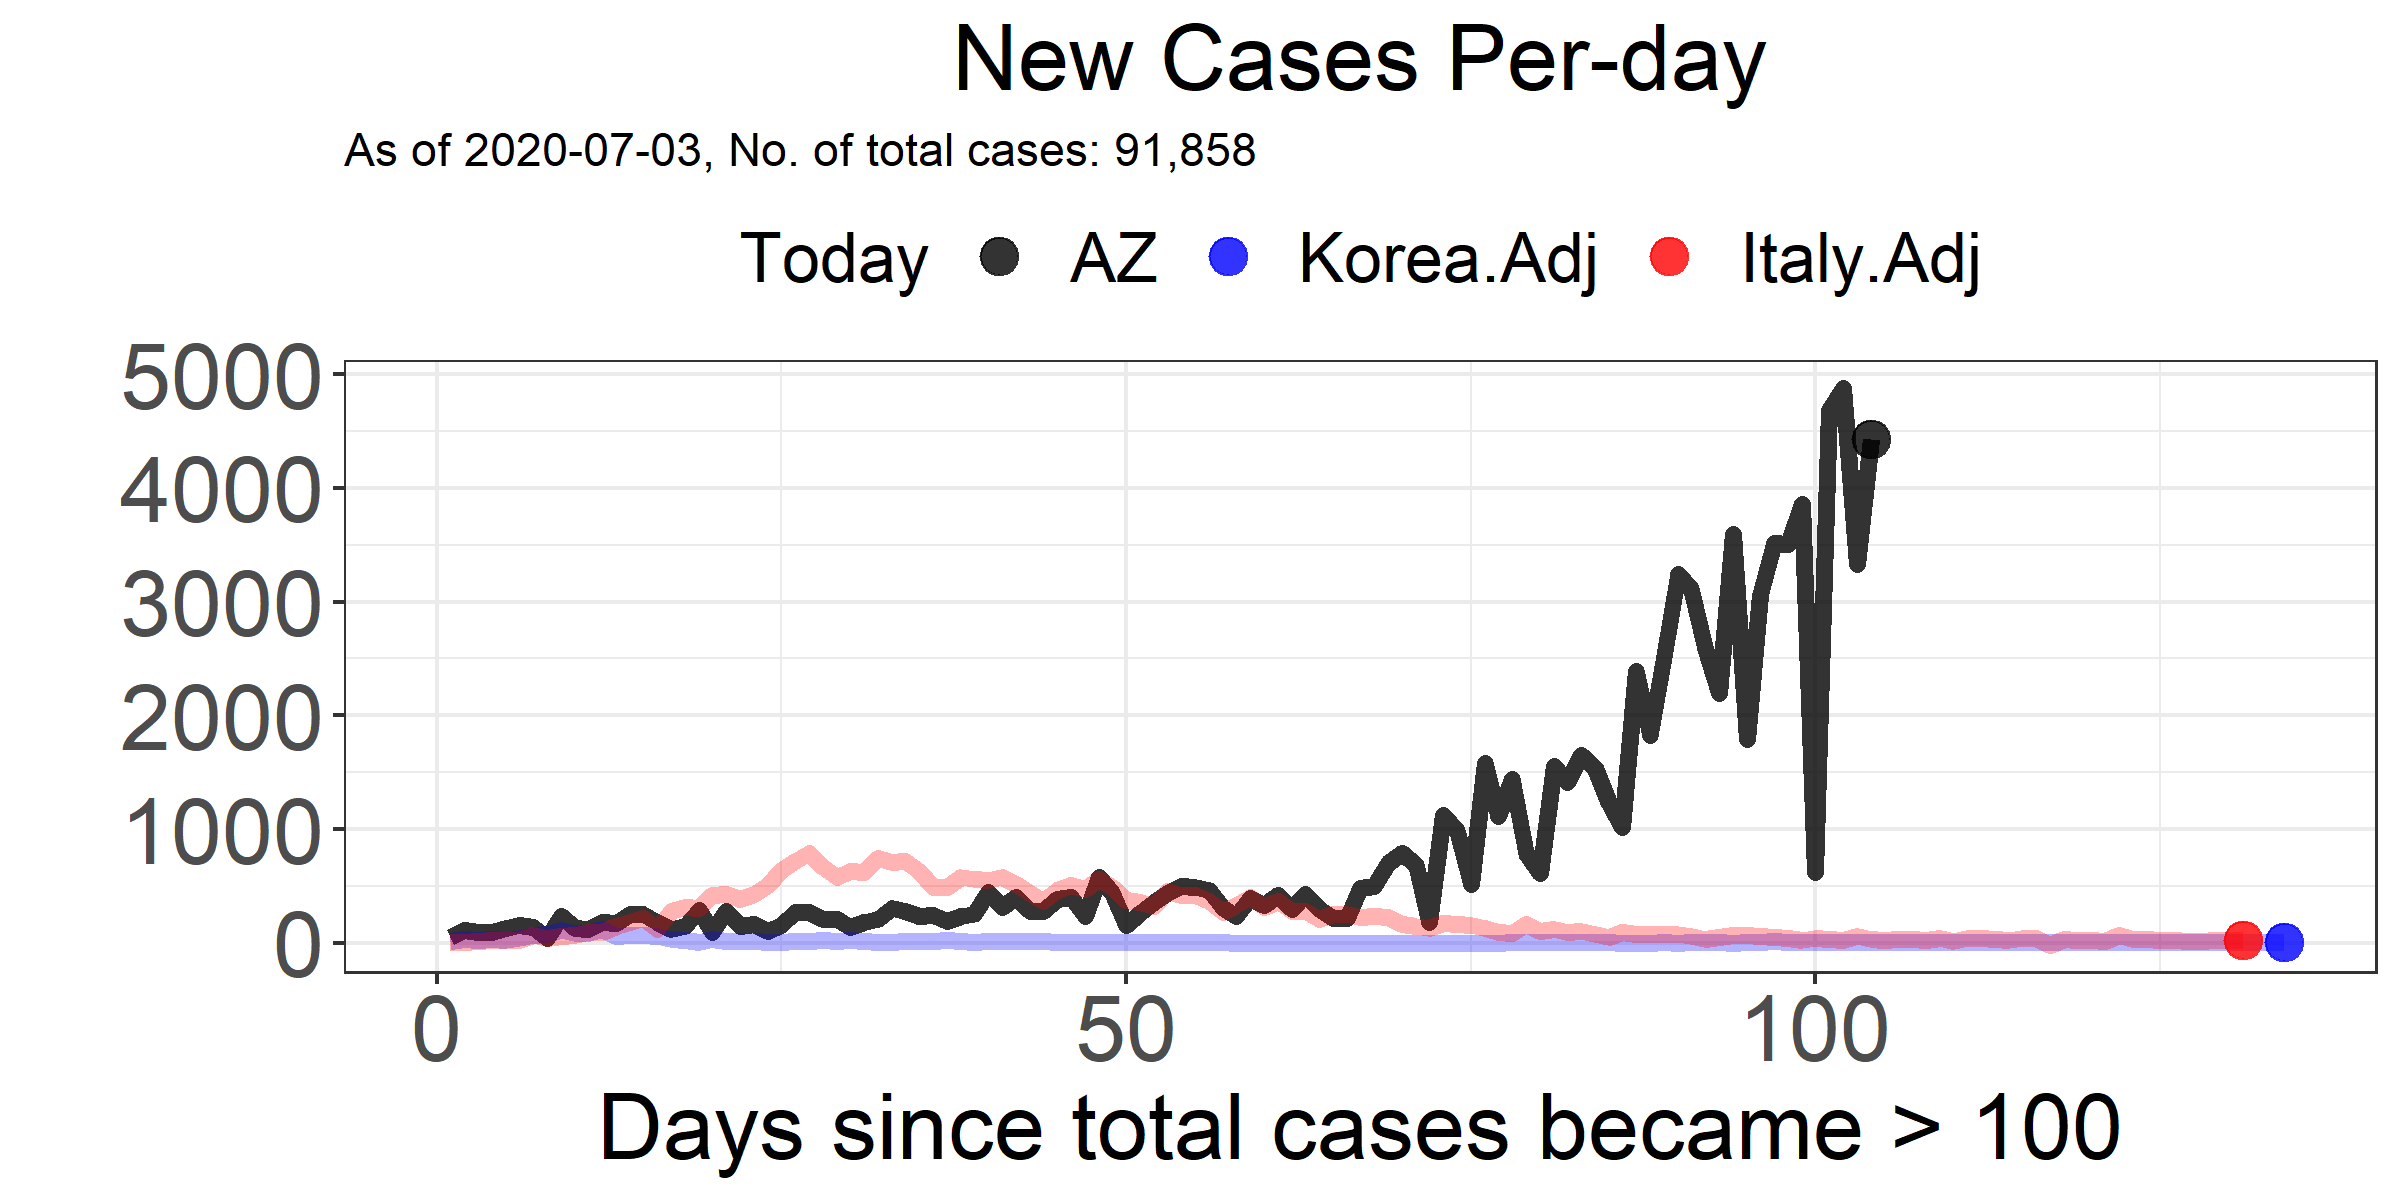 New Cases Per-day
As of 2020-07-03, No. of total cases: 91,858
Today AZ Korea.Adj Italy.Adj
5000
4000
3000
2000
1000
0
0 50 100
Days since total cases became > 100